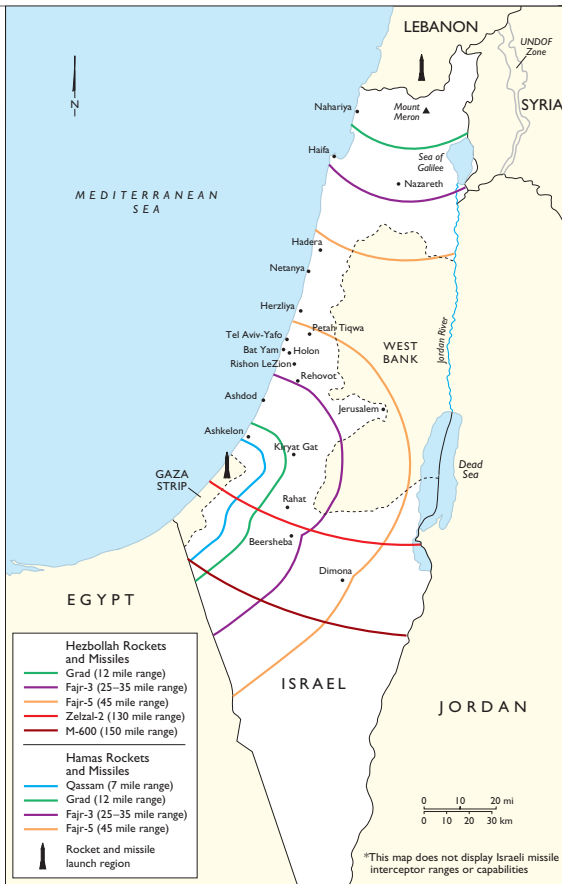 LEBANON
UNDOF
Zone
SYRIA
N
Nahariya
Mount
Meron
Haifa
Sea of
Galilee
Nazareth
MEDITERRANEAN
SEA
Hadera
Netanya
Herzliya
Petah Tiqwa
Tel Aviv-Yafo
Bat Yam
Holon
Rishon LeZion
Rehovot
WEST
BANK
Jordan River
Ashdod
Jerusalem
Ashkelon
Kiryat Gat
GAZA
STRIP
Dead
Sea
Rahat
Beersheba
Dimona
EGYPT
ISRAEL
JORDAN
Hezbollah Rockets
and Missiles
Grad (12 mile range)
Fajr-3 (25–35 mile range)
Fajr-5 (45 mile range)
Zelzal-2 (130 mile range)
M-600 (150 mile range)
Hamas Rockets
and Missiles
Qassam (7 mile range)
Grad (12 mile range)
Fajr-3 (25–35 mile range)
Fajr-5 (45 mile range)
Rocket and missile
launch region
0 10 20 mi
0 10 20 30 km
*This map does not display Israeli missile
interceptor ranges or capabilities